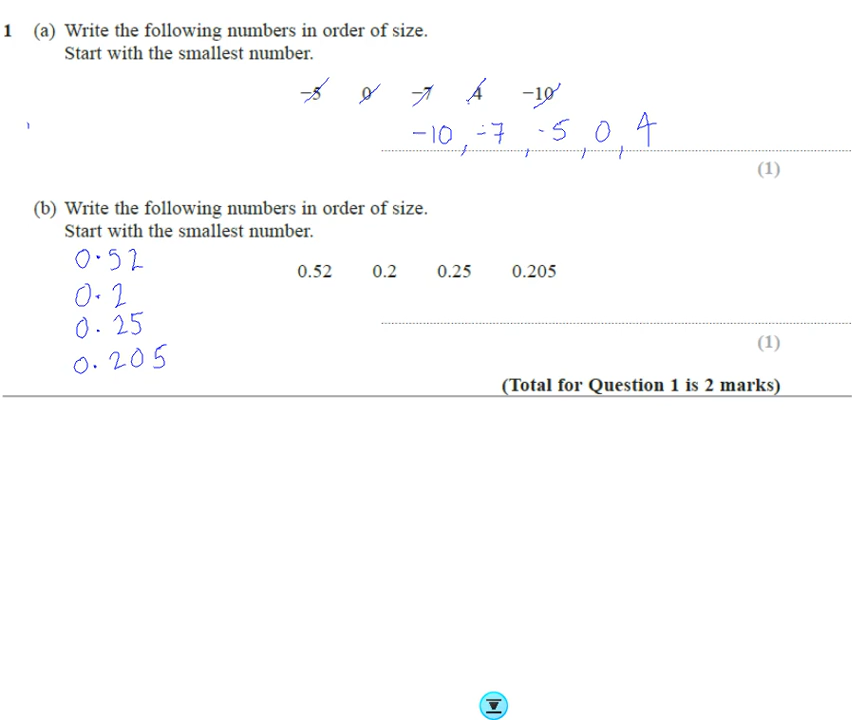 1 (a) Write the following numbers in order of size.
Start with the smallest number.
-5 0 -7 4 -10
-10, -7, -5, 0, 4
(1)
(b) Write the following numbers in order of size.
Start with the smallest number.
0.52
0.52 0.2 0.25 0.205
0.2
0.25
0.205
(1)
(Total for Question 1 is 2 marks)